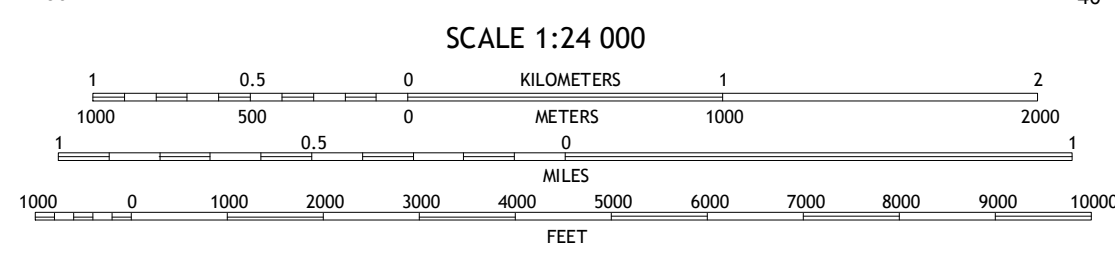 SCALE 1:24 000
1 0.5 0 KILOMETERS 1 2
1000 500 0 METERS 1000 2000
1 0.5 0 1
MILES
1000 0 1000 2000 3000 4000 5000 6000 7000 8000 9000 10000
FEET